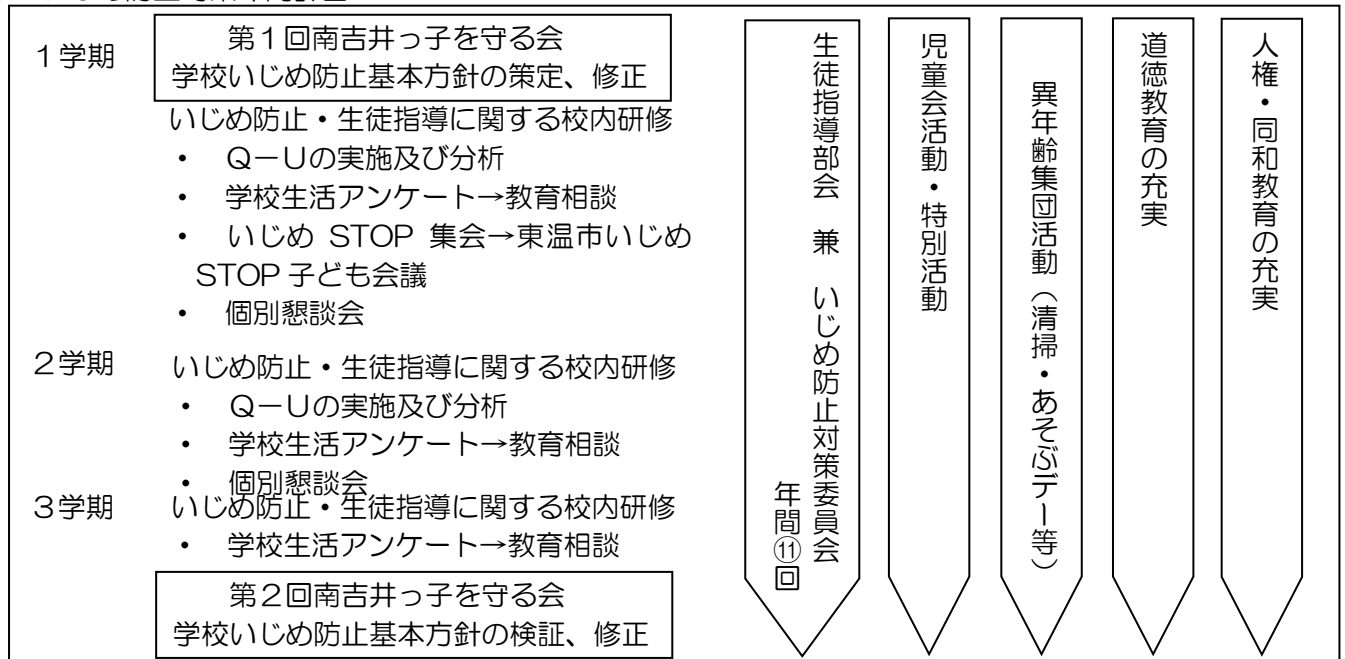 1学期
第1回南吉井っ子を守る会
学校いじめ防止基本方針の策定、修正
いじめ防止・生徒指導に関する校内研修
・ Q-Uの実施及び分析
・ 学校生活アンケート→教育相談
・ いじめ STOP 集会→東温市いじめ
STOP子ども会議
・ 個別懇談会
2学期
いじめ防止・生徒指導に関する校内研修
・ Q-Uの実施及び分析
・ 学校生活アンケート→教育相談
・ 個別懇談会
3学期
いじめ防止・生徒指導に関する校内研修
・ 学校生活アンケート→教育相談
第2回南吉井っ子を守る会
学校いじめ防止基本方針の検証、修正
生徒指導部会 兼 いじめ防止対策委員会
年間⑪回
児童会活動・特別活動
異年齢集団活動(清掃・あそぶデー等)
道徳教育の充実
人権・同和教育の充実